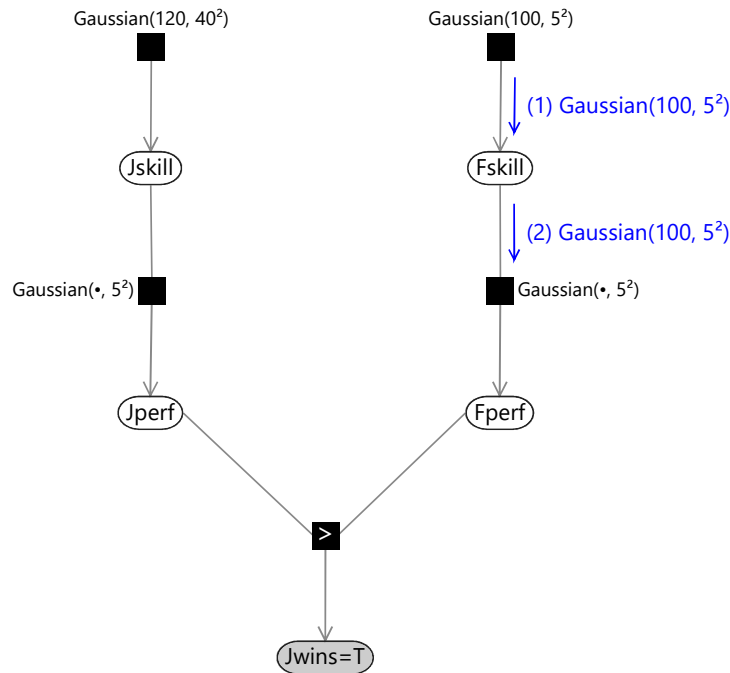 Gaussian(120, 40²)
Gaussian(100, 5²)
(1) Gaussian(100, 5²)
Jskill
Fskill
(2) Gaussian(100, 5²)
Gaussian(•, 5²)
Gaussian(•, 5²)
Jperf
Fperf
>
Jwins=T